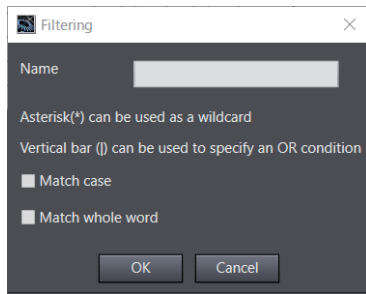 Filtering
Name
Asterisk(*) can be used as a wildcard
Vertical bar (|) can be used to specify an OR condition
Match case
Match whole word
OK Cancel